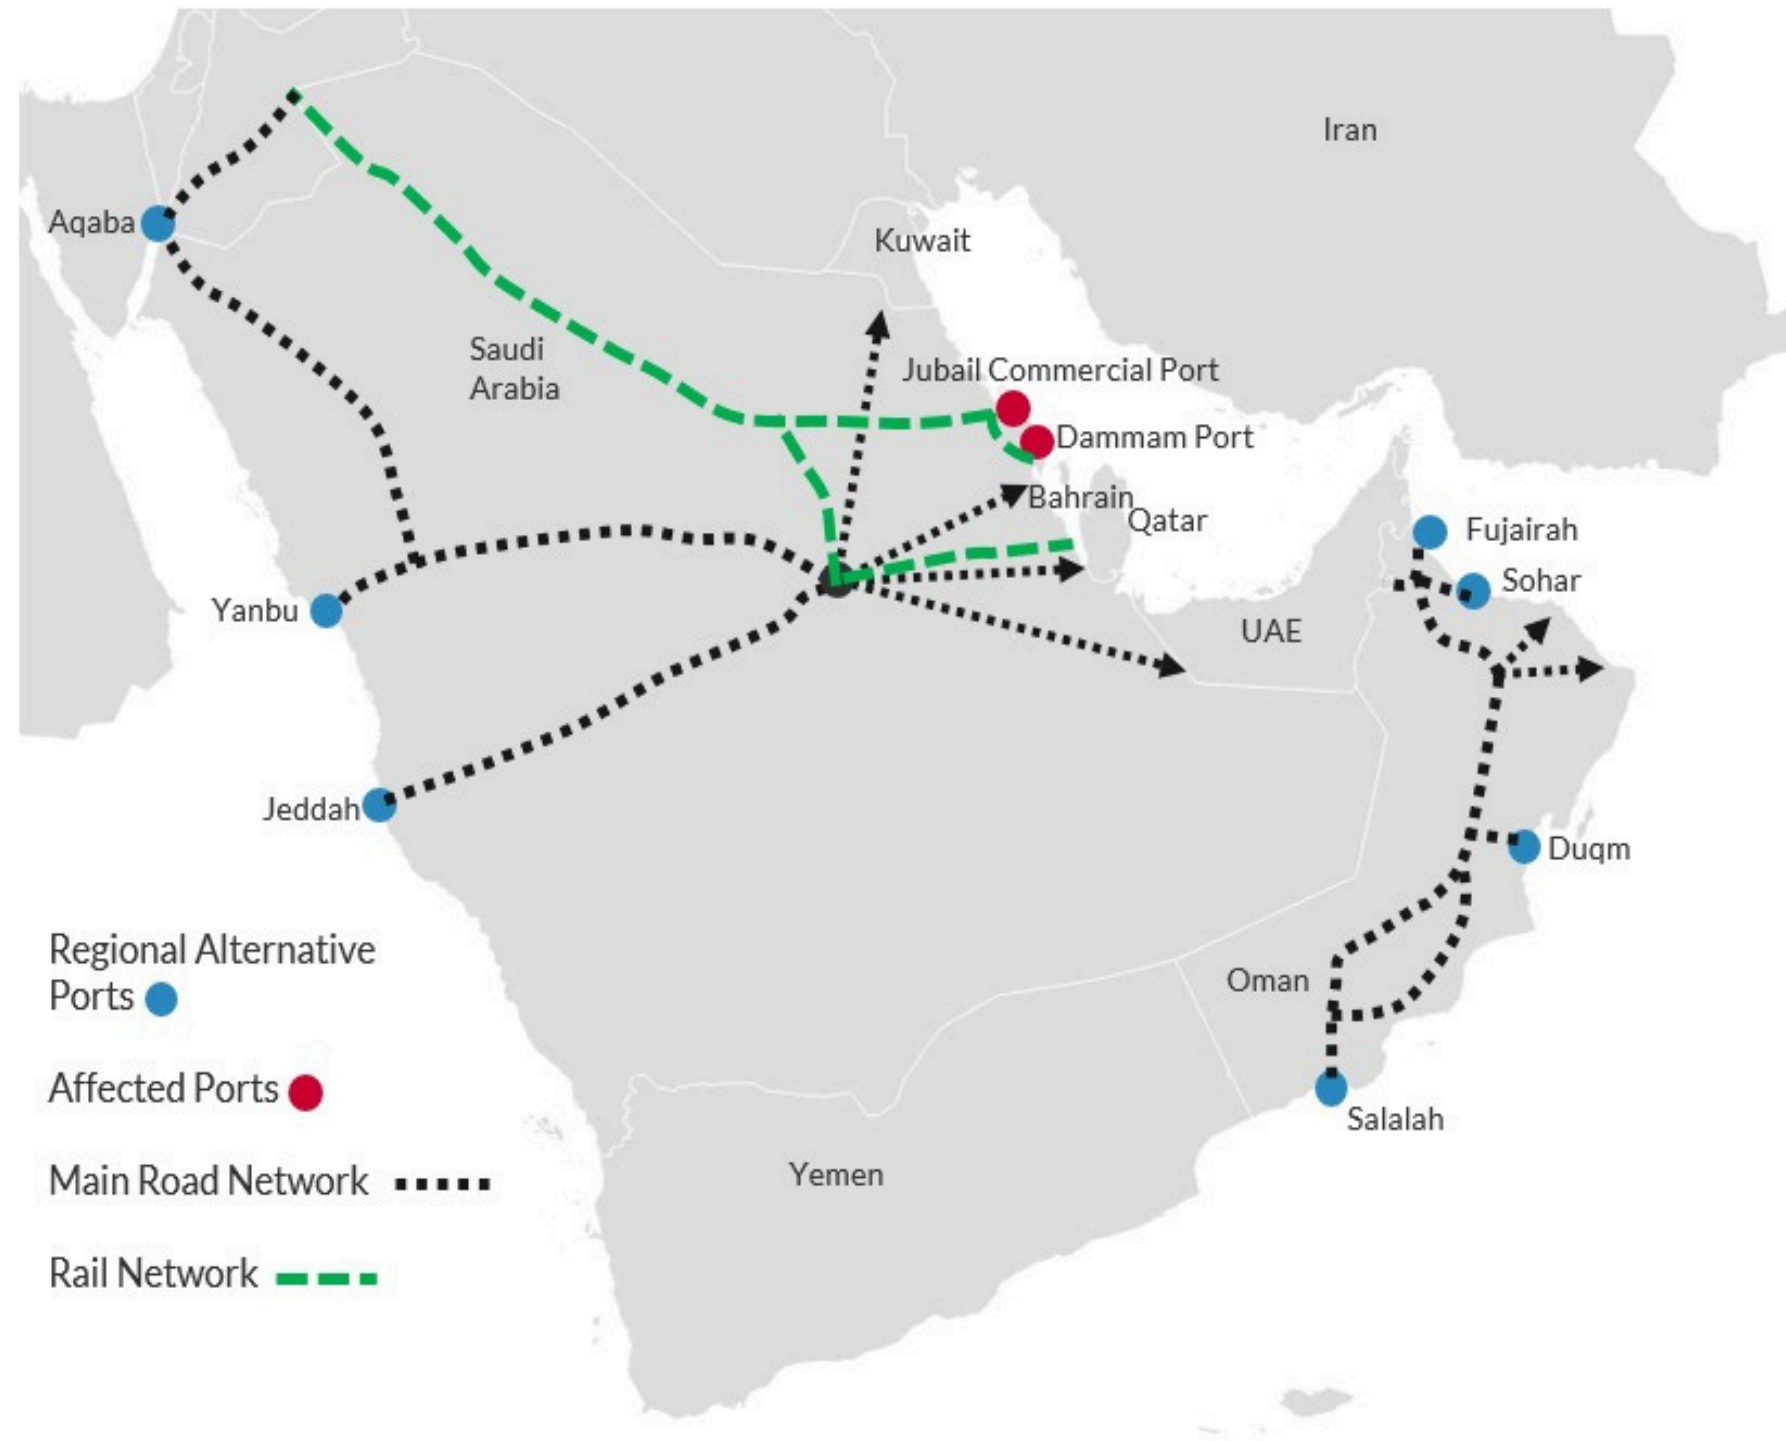 Iran
Aqaba
Kuwait
Saudi
Arabia
Jubail Commercial Port
Dammam Port
Bahrain
Qatar
Fujairah
Sohar
Yanbu
UAE
Jeddah
Duqm
Regional Alternative
Ports
Oman
Affected Ports
Salalah
Main Road Network
Yemen
Rail Network